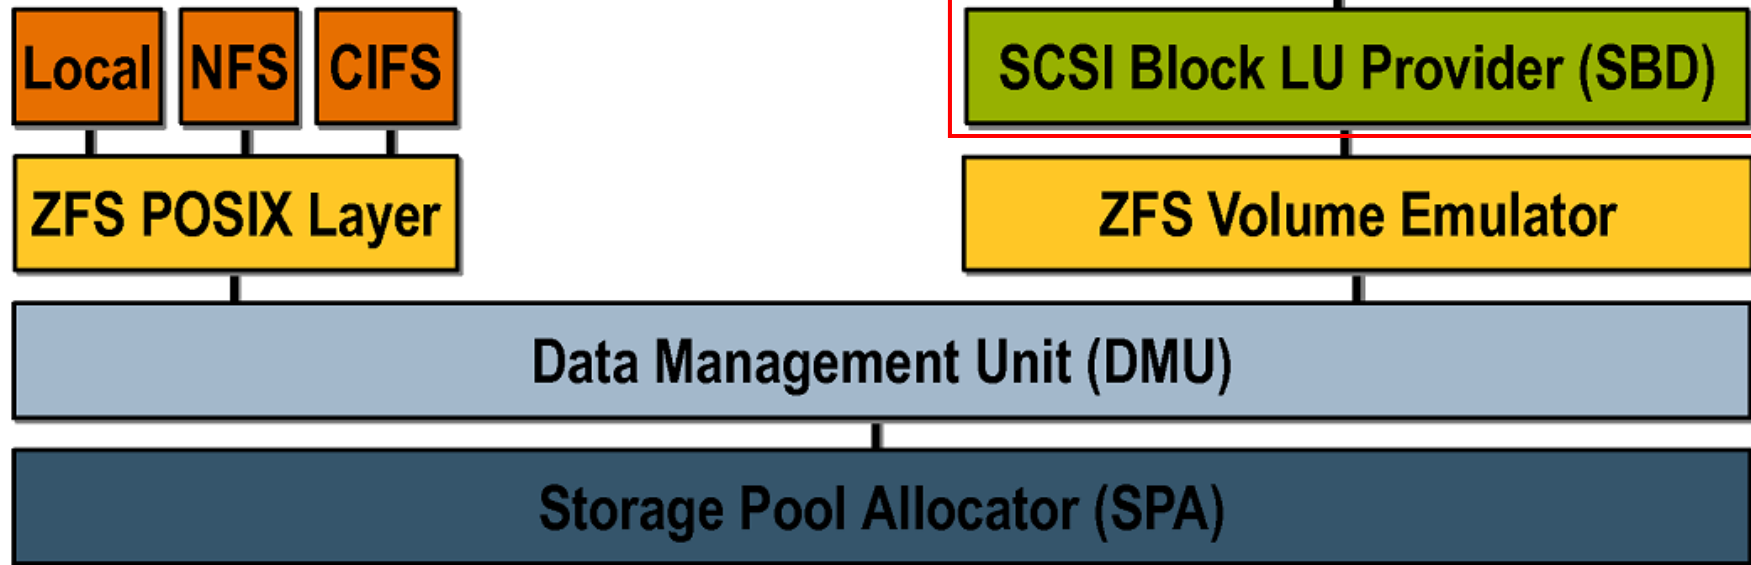 Local NFS CIFS SCSI Block LU Provider (SBD)
ZFS POSIX Layer ZFS Volume Emulator
Data Management Unit (DMU)
Storage Pool Allocator (SPA)